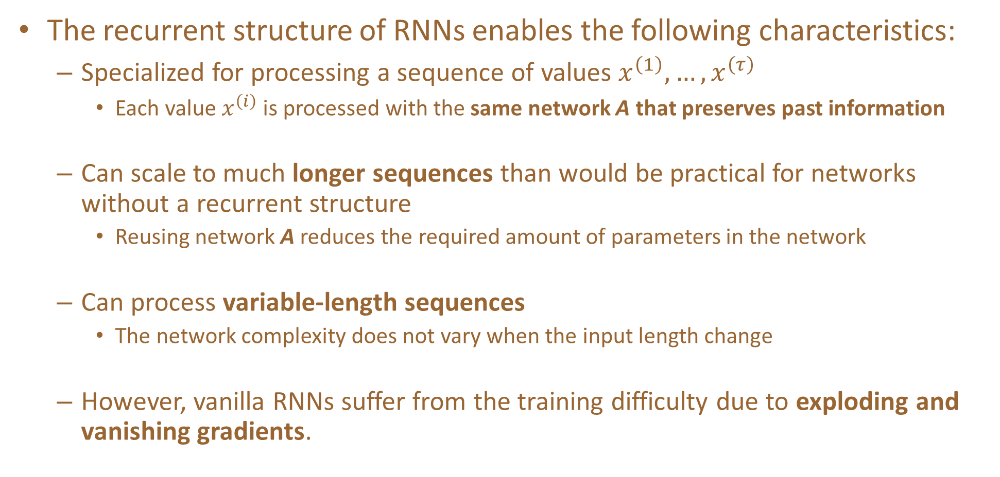 • The recurrent structure of RNNs enables the following characteristics:
– Specialized for processing a sequence of values x^(1), … , x^(τ)
• Each value x^(i) is processed with the same network A that preserves past information
– Can scale to much longer sequences than would be practical for networks
without a recurrent structure
• Reusing network A reduces the required amount of parameters in the network
– Can process variable-length sequences
• The network complexity does not vary when the input length change
– However, vanilla RNNs suffer from the training difficulty due to exploding and
vanishing gradients.